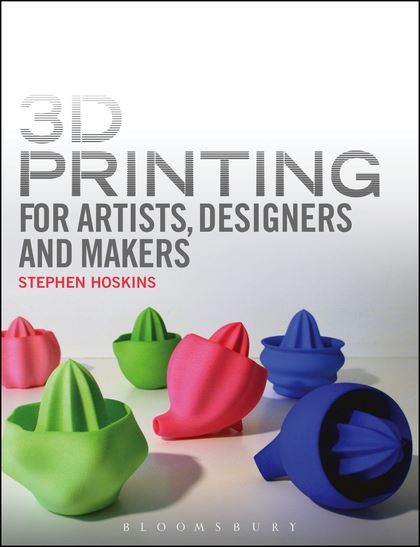 3D
PRINTING
FOR ARTISTS, DESIGNERS
AND MAKERS
STEPHEN HOSKINS
BLOOMSBURY